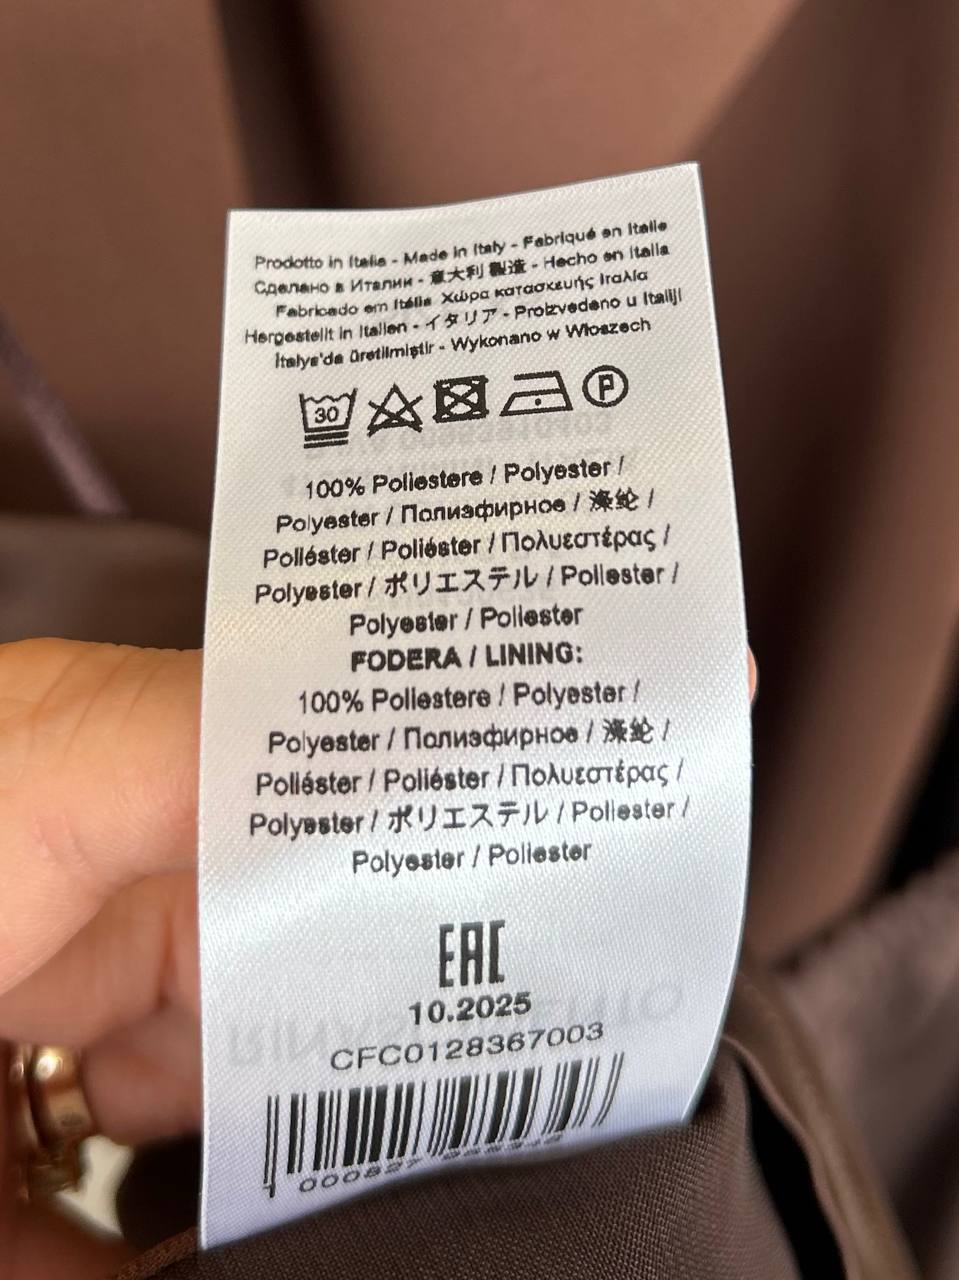 Prodotto in Italia - Made in Italy - Fabriqué en Italie
Сделано в Италии - 意大利 製造 - Hecho en Italia
Fabricado em Itália Χώρα κατασκευής Ιταλία
Hergestellt in Italien - イタリア - Proizvedeno u Italiji
İtalya'da üretilmiştir - Wykonano w Włoszech
30
P
100% Poliestere / Polyester /
Polyester / Полиэфирное / 涤纶 /
Poliéster / Poliéster / Πολυεστέρας /
Polyester / ポリエステル / Poliester /
Polyester / Poliester
FODERA / LINING:
100% Poliestere / Polyester /
Polyester / Полиэфирное / 涤纶 /
Poliéster / Poliéster / Πολυεστέρας /
Polyester / ポリエステル / Poliester /
Polyester / Poliester
EAC
10.2025
CFC0128367003
1 000827